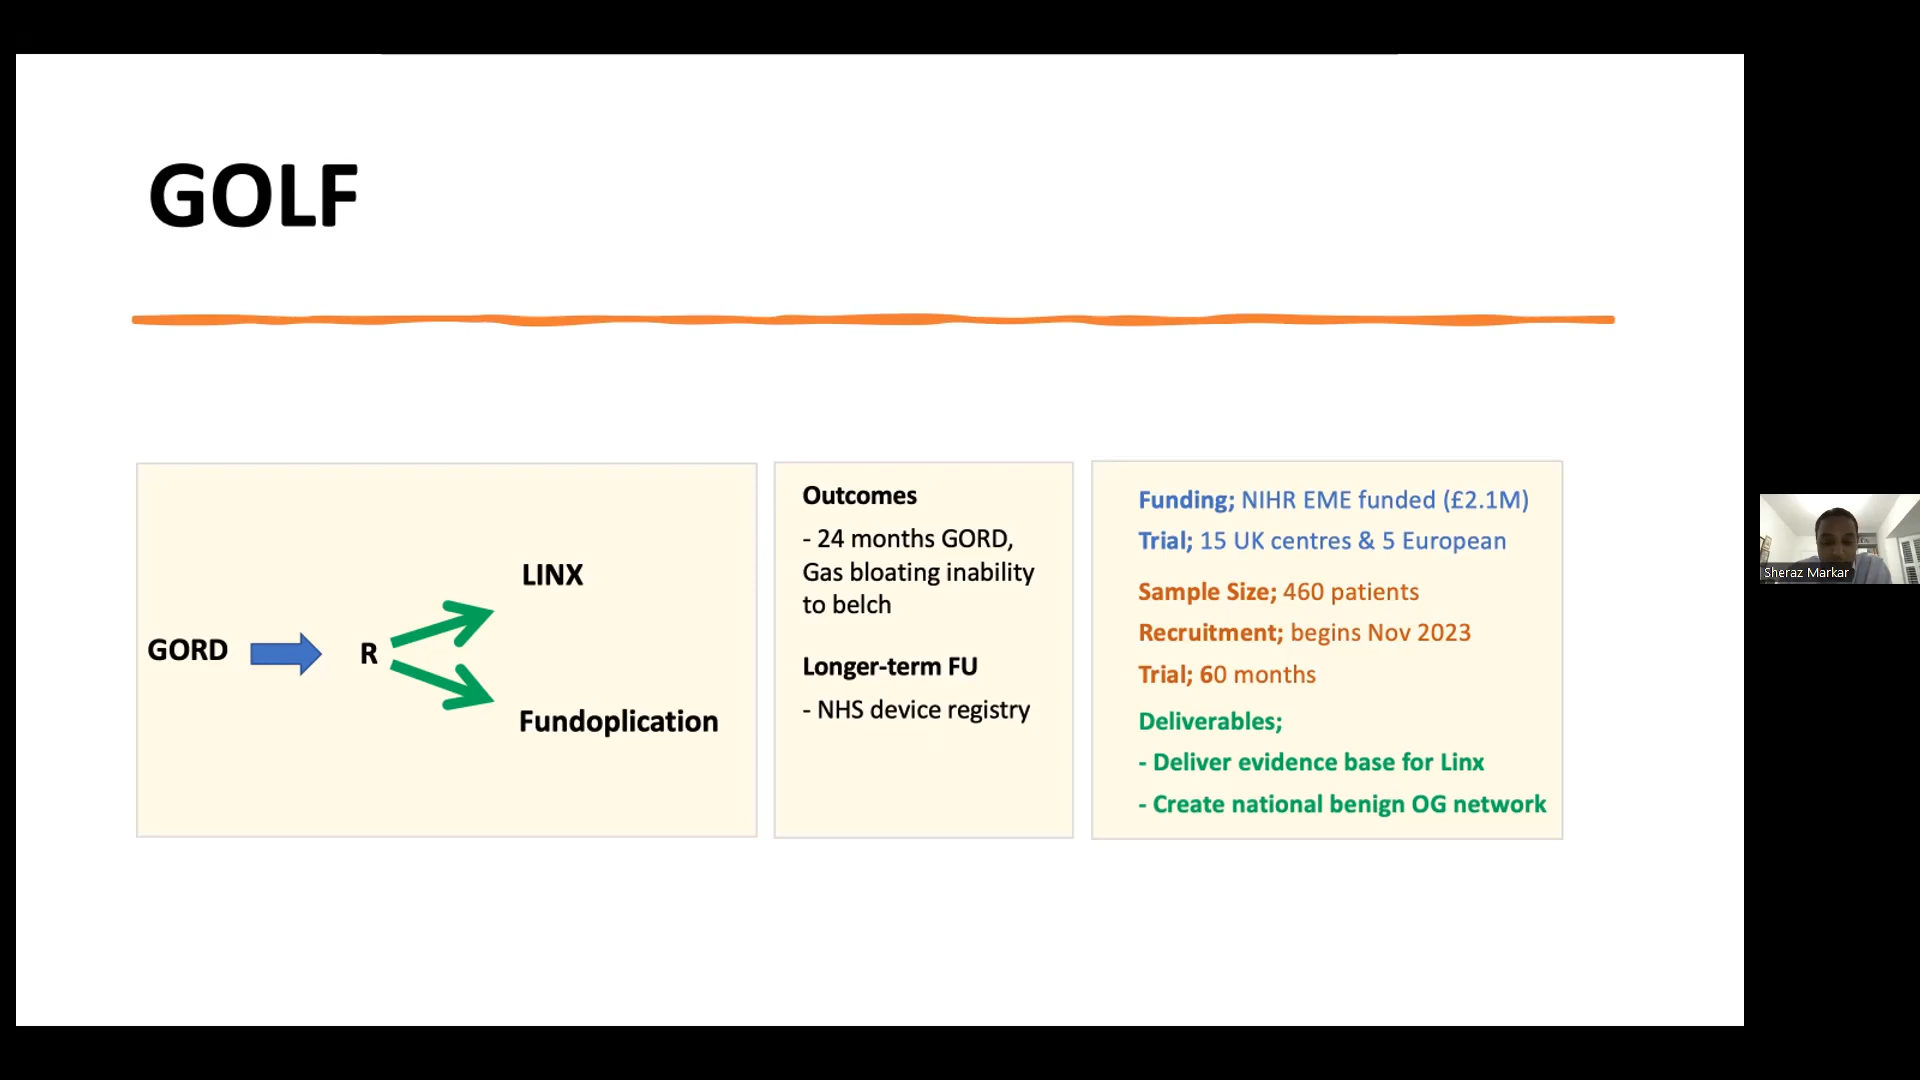 GOLF
GORD
R
LINX
Fundoplication
Outcomes
- 24 months GORD,
Gas bloating inability
to belch
Longer-term FU
- NHS device registry
Funding; NIHR EME funded (£2.1M)
Trial; 15 UK centres & 5 European
Sample Size; 460 patients
Recruitment; begins Nov 2023
Trial; 60 months
Deliverables;
- Deliver evidence base for Linx
- Create national benign OG network
Sheraz Markar